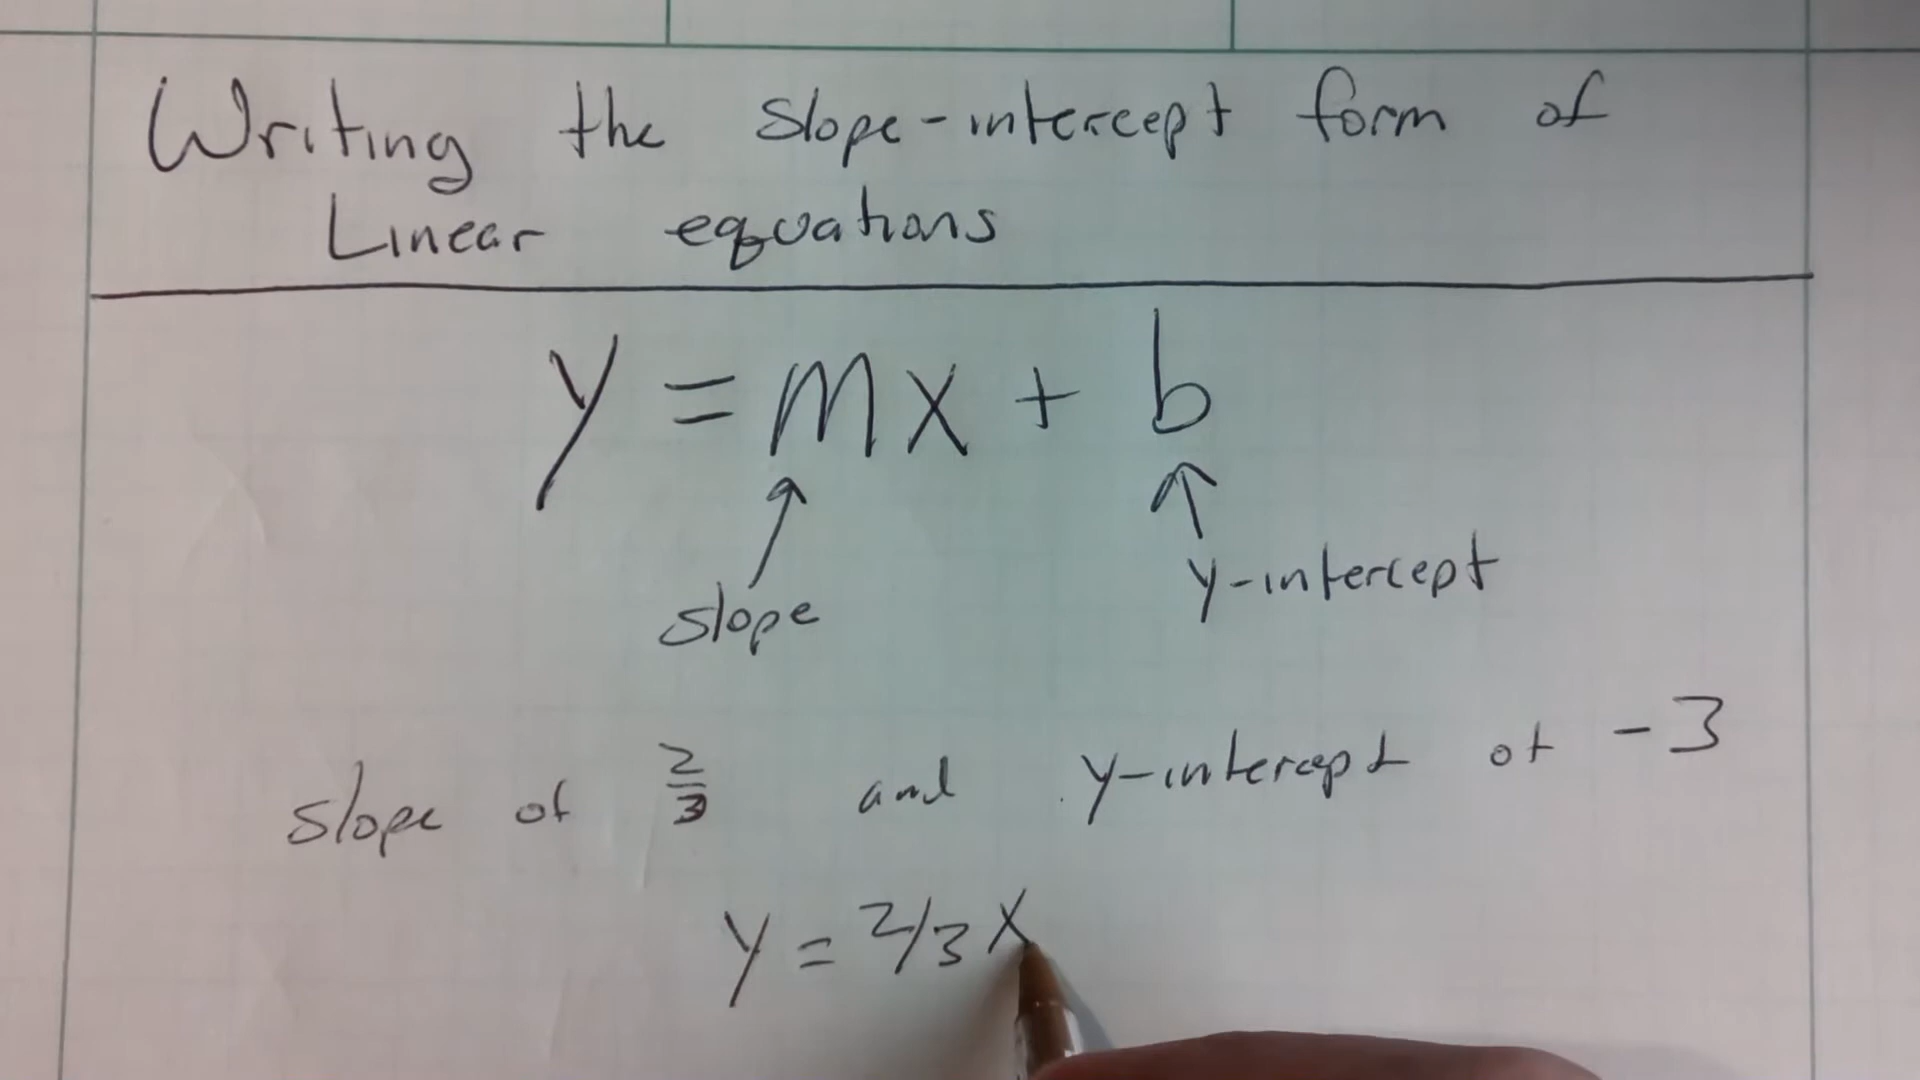 Writing the slope-intercept form of
Linear equations
y = mx + b
slope
y-intercept
slope of 2/3 and y-intercept of -3
y = 2/3 x